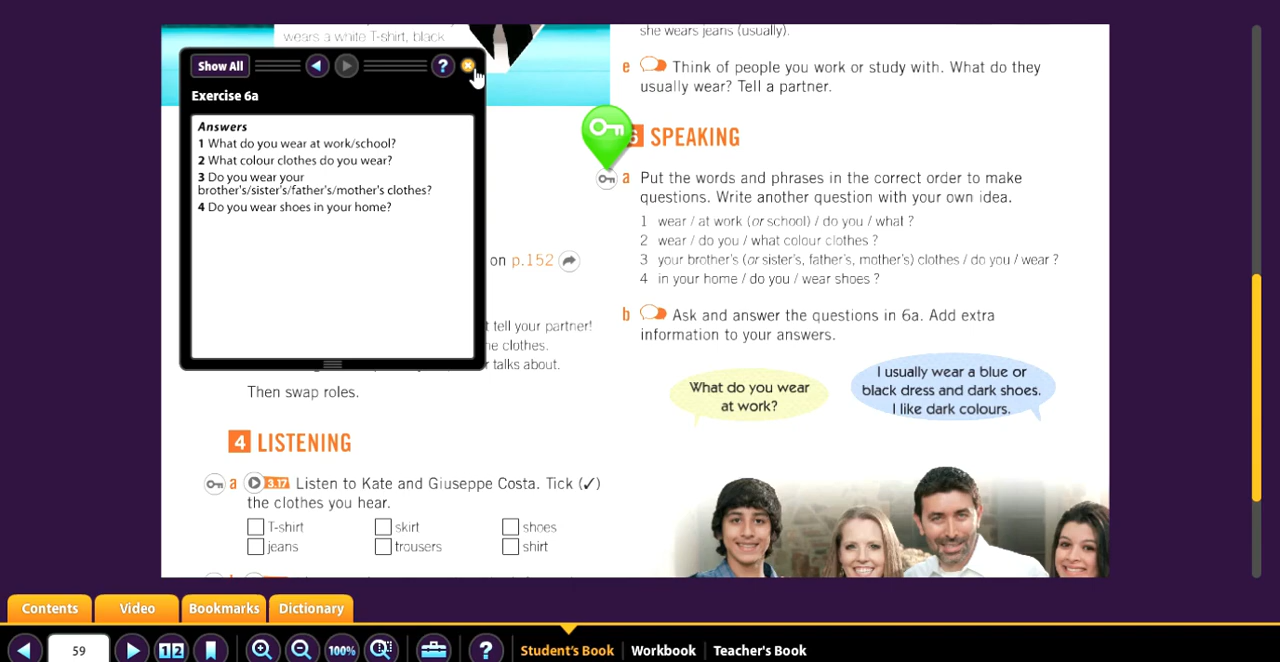 wears a white T-shirt, black
Show All
?
Exercise 6a
Answers
1 What do you wear at work/school?
2 What colour clothes do you wear?
3 Do you wear your
brother's/sister's/father's/mother's clothes?
4 Do you wear shoes in your home?
on p.152
tell your partner!
clothes.
talks about.
Then swap roles.
4 LISTENING
a 3.17 Listen to Kate and Giuseppe Costa. Tick (✓)
the clothes you hear.
T-shirt skirt shoes
jeans trousers shirt
she wears jeans (usually).
e Think of people you work or study with. What do they
usually wear? Tell a partner.
6 SPEAKING
a Put the words and phrases in the correct order to make
questions. Write another question with your own idea.
1 wear / at work (or school) / do you / what ?
2 wear / do you / what colour clothes ?
3 your brother's (or sister's, father's, mother's) clothes / do you / wear ?
4 in your home / do you / wear shoes ?
b Ask and answer the questions in 6a. Add extra
information to your answers.
What do you wear
at work?
I usually wear a blue or
black dress and dark shoes.
I like dark colours.
Contents Video Bookmarks Dictionary
59 12 100% ? Student's Book Workbook Teacher's Book